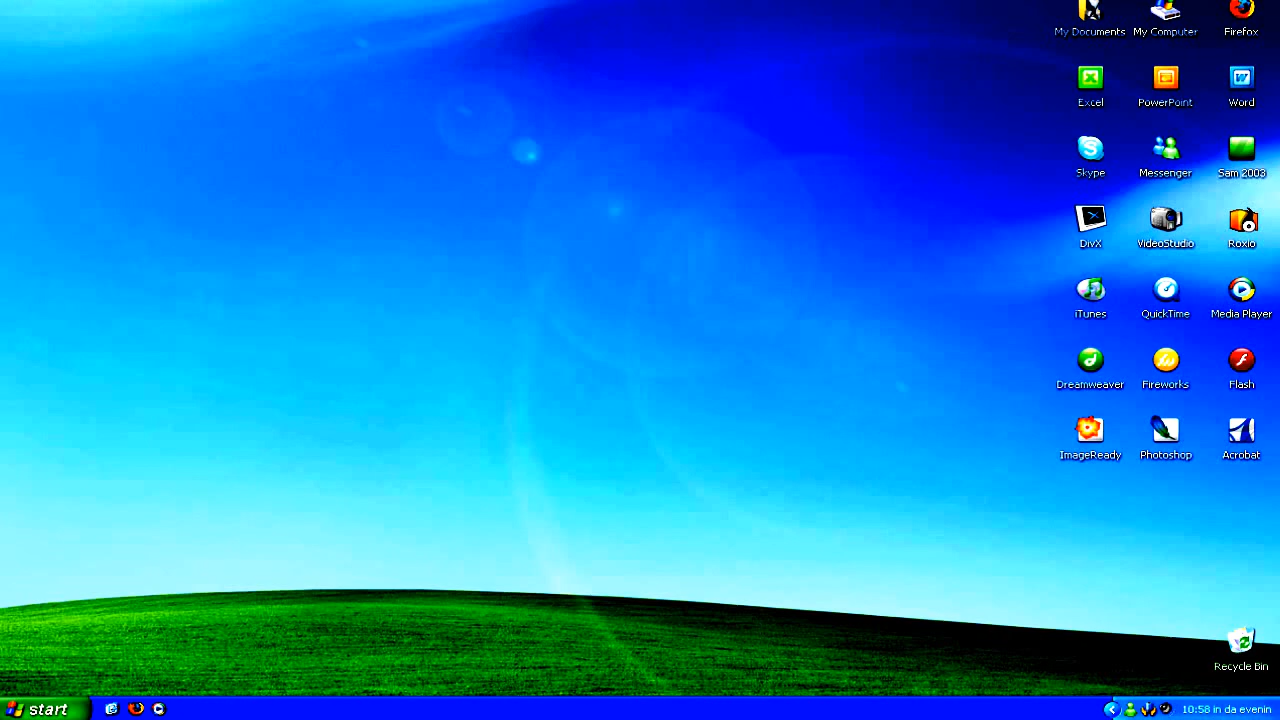 My Documents My Computer Firefox
Excel PowerPoint Word
Skype Messenger Sam 2003
DivX VideoStudio Roxio
iTunes QuickTime Media Player
Dreamweaver Fireworks Flash
ImageReady Photoshop Acrobat
Recycle Bin
start 10:58 in da evenin